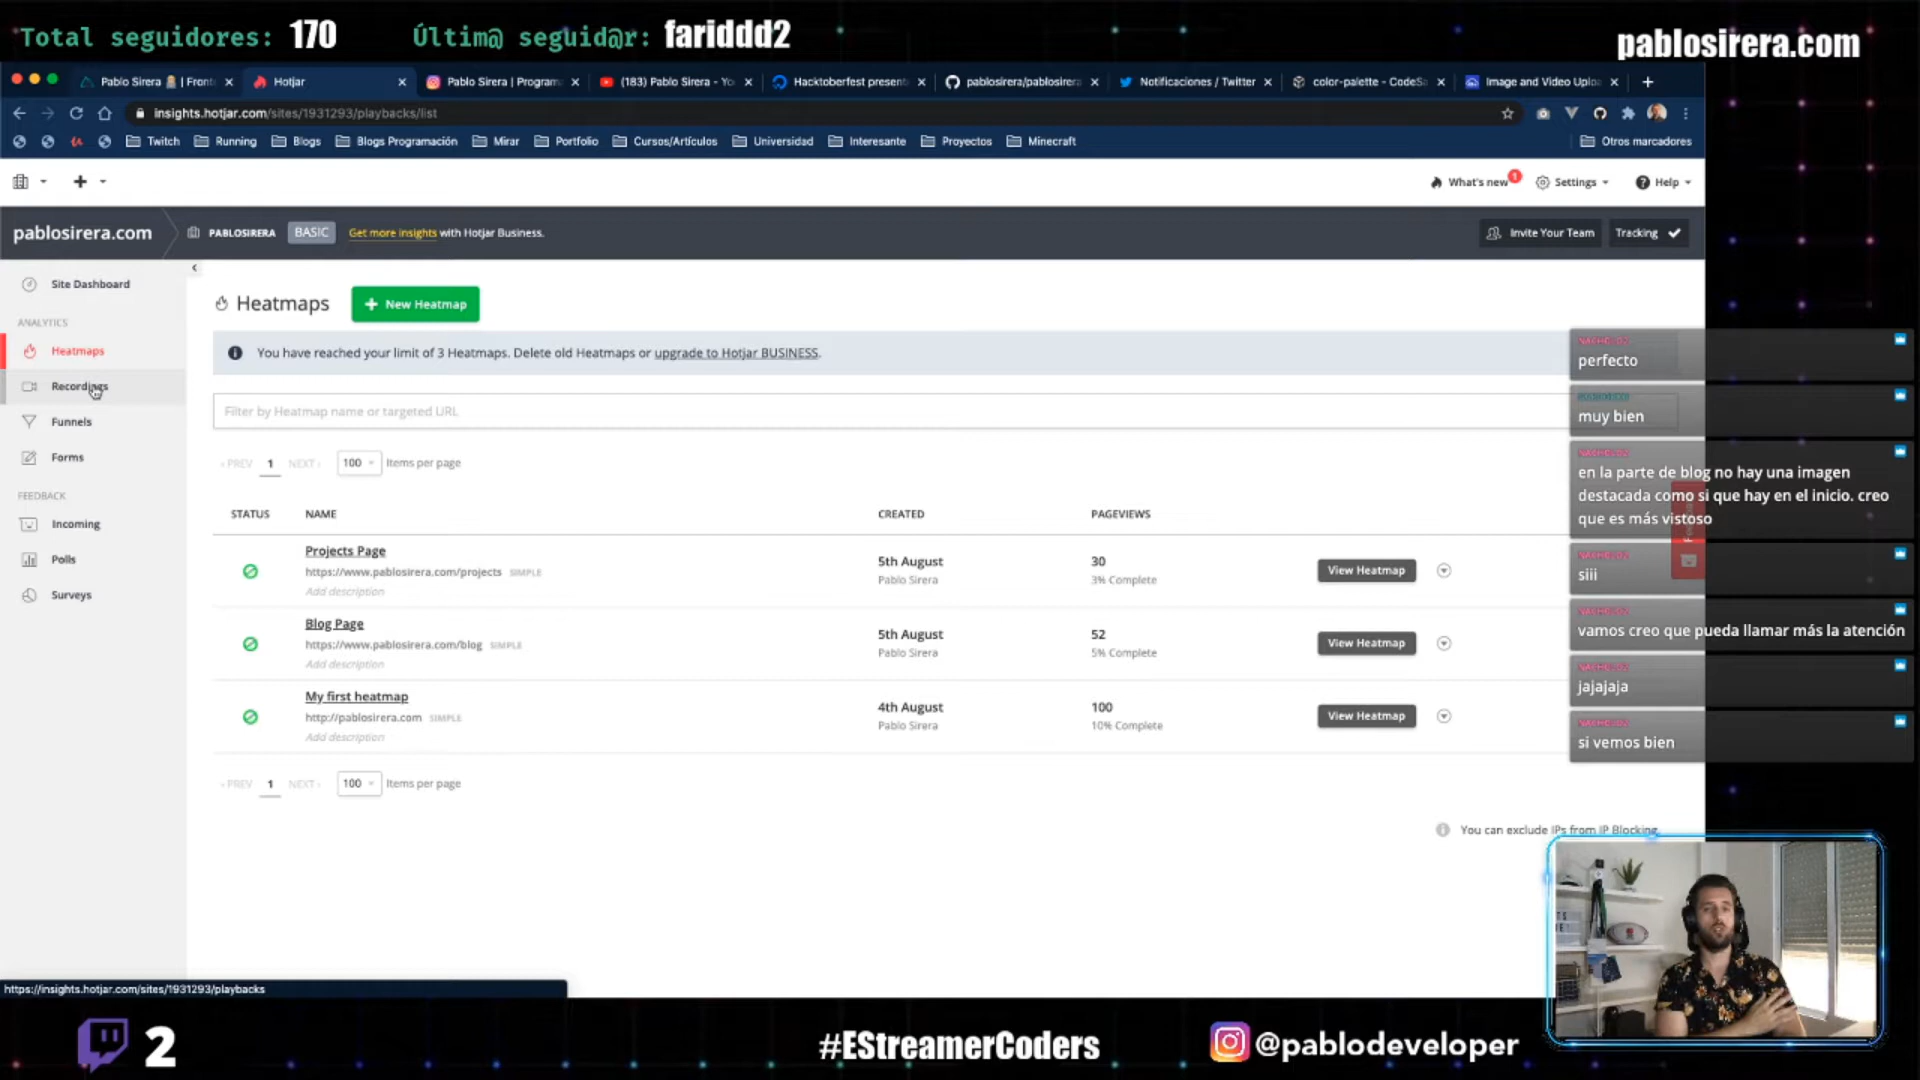 Total seguidores: 170
Últim@ seguid@r: fariddd2
pablosirera.com
Pablo Sirera | Front
Hotjar
Pablo Sirera | Program
(183) Pablo Sirera - Yo
Hacktoberfest present
pablosirera/pablosirera
Notificaciones / Twitter
color-palette - CodeSa
Image and Video Uplo
insights.hotjar.com/sites/1931293/playbacks/list
Twitch
Running
Blogs
Blogs Programación
Mirar
Portfolio
Cursos/Artículos
Universidad
Interesante
Proyectos
Minecraft
Otros marcadores
What's new
1
Settings
Help
pablosirera.com
PABLOSIRERA
BASIC
Get more insights with Hotjar Business.
Invite Your Team
Tracking
Site Dashboard
ANALYTICS
Heatmaps
Recordings
Funnels
Forms
FEEDBACK
Incoming
Polls
Surveys
Heatmaps
+ New Heatmap
You have reached your limit of 3 Heatmaps. Delete old Heatmaps or upgrade to Hotjar BUSINESS.
Filter by Heatmap name or targeted URL
‹ PREV 1 NEXT › 100 Items per page
STATUS NAME CREATED PAGEVIEWS
Projects Page
https://www.pablosirera.com/projects SIMPLE
Add description
5th August
Pablo Sirera
30
3% Complete
View Heatmap
Blog Page
https://www.pablosirera.com/blog SIMPLE
Add description
5th August
Pablo Sirera
52
5% Complete
View Heatmap
My first heatmap
http://pablosirera.com SIMPLE
Add description
4th August
Pablo Sirera
100
10% Complete
View Heatmap
‹ PREV 1 NEXT › 100 Items per page
You can exclude IPs from IP Blocking.
perfecto
muy bien
en la parte de blog no hay una imagen
destacada como si que hay en el inicio. creo
que es más vistoso
siii
vamos creo que pueda llamar más la atención
jajajaja
si vemos bien
https://insights.hotjar.com/sites/1931293/playbacks
2
#EStreamerCoders
@pablodeveloper